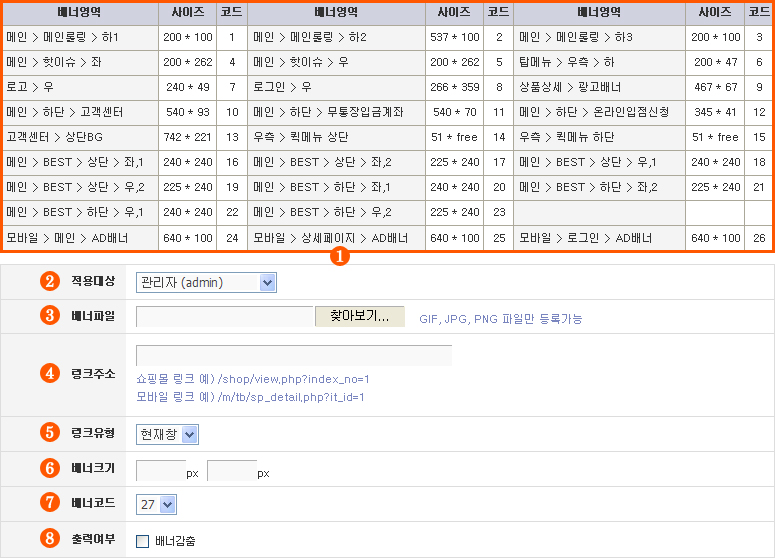 배너영역 사이즈 코드 배너영역 사이즈 코드 배너영역 사이즈 코드
메인 > 메인롤링 > 하1 200 * 100 1 메인 > 메인롤링 > 하2 537 * 100 2 메인 > 메인롤링 > 하3 200 * 100 3
메인 > 핫이슈 > 좌 200 * 262 4 메인 > 핫이슈 > 우 200 * 262 5 탑메뉴 > 우측 > 하 200 * 47 6
로고 > 우 240 * 49 7 로그인 > 우 266 * 359 8 상품상세 > 광고배너 467 * 67 9
메인 > 하단 > 고객센터 540 * 93 10 메인 > 하단 > 무통장입금계좌 540 * 70 11 메인 > 하단 > 온라인입점신청 345 * 41 12
고객센터 > 상단BG 742 * 221 13 우측 > 퀵메뉴 상단 51 * free 14 우측 > 퀵메뉴 하단 51 * free 15
메인 > BEST > 상단 > 좌,1 240 * 240 16 메인 > BEST > 상단 > 좌,2 225 * 240 17 메인 > BEST > 상단 > 우,1 240 * 240 18
메인 > BEST > 상단 > 우,2 225 * 240 19 메인 > BEST > 하단 > 좌,1 240 * 240 20 메인 > BEST > 하단 > 좌,2 225 * 240 21
메인 > BEST > 하단 > 우,1 240 * 240 22 메인 > BEST > 하단 > 우,2 225 * 240 23
모바일 > 메인 > AD배너 640 * 100 24 모바일 > 상세페이지 > AD배너 640 * 100 25 모바일 > 로그인 > AD배너 640 * 100 26
1
2 적용대상 관리자 (admin)
3 배너파일 찾아보기... GIF, JPG, PNG 파일만 등록가능
4 링크주소
쇼핑몰 링크 예) /shop/view.php?index_no=1
모바일 링크 예) /m/tb/sp_detail.php?it_id=1
5 링크유형 현재창
6 배너크기 px px
7 배너코드 27
8 출력여부 배너감춤